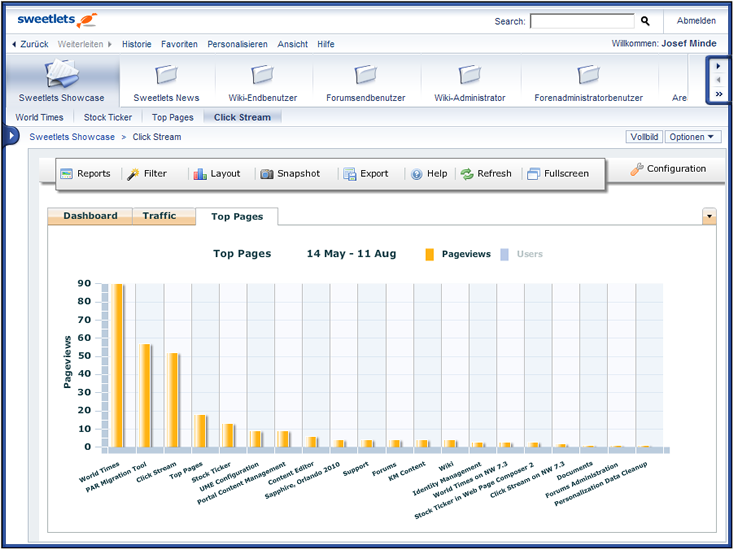 sweetlets
Search:
Abmelden
Zurück Weiterleiten Historie Favoriten Personalisieren Ansicht Hilfe
Willkommen: Josef Minde
Sweetlets Showcase Sweetlets News Wiki-Endbenutzer Forumsendbenutzer Wiki-Administrator Forenadministratorbenutzer Are
World Times Stock Ticker Top Pages Click Stream
Sweetlets Showcase > Click Stream
Vollbild Optionen
Reports Filter Layout Snapshot Export Help Refresh Fullscreen Configuration
Dashboard Traffic Top Pages
Top Pages 14 May - 11 Aug Pageviews Users
Pageviews
90
80
70
60
50
40
30
20
10
0
World Times
PAR Migration Tool
Click Stream
Top Pages
Stock Ticker
UME Configuration
Portal Content Management
Content Editor
Sapphire, Orlando 2010
Support
Forums
KM Content
Wiki
Identity Management
World Times on NW 7.3
Stock Ticker in Web Page Composer 2
Click Stream on NW 7.3
Documents
Forums Administration
Personalization Data Cleanup